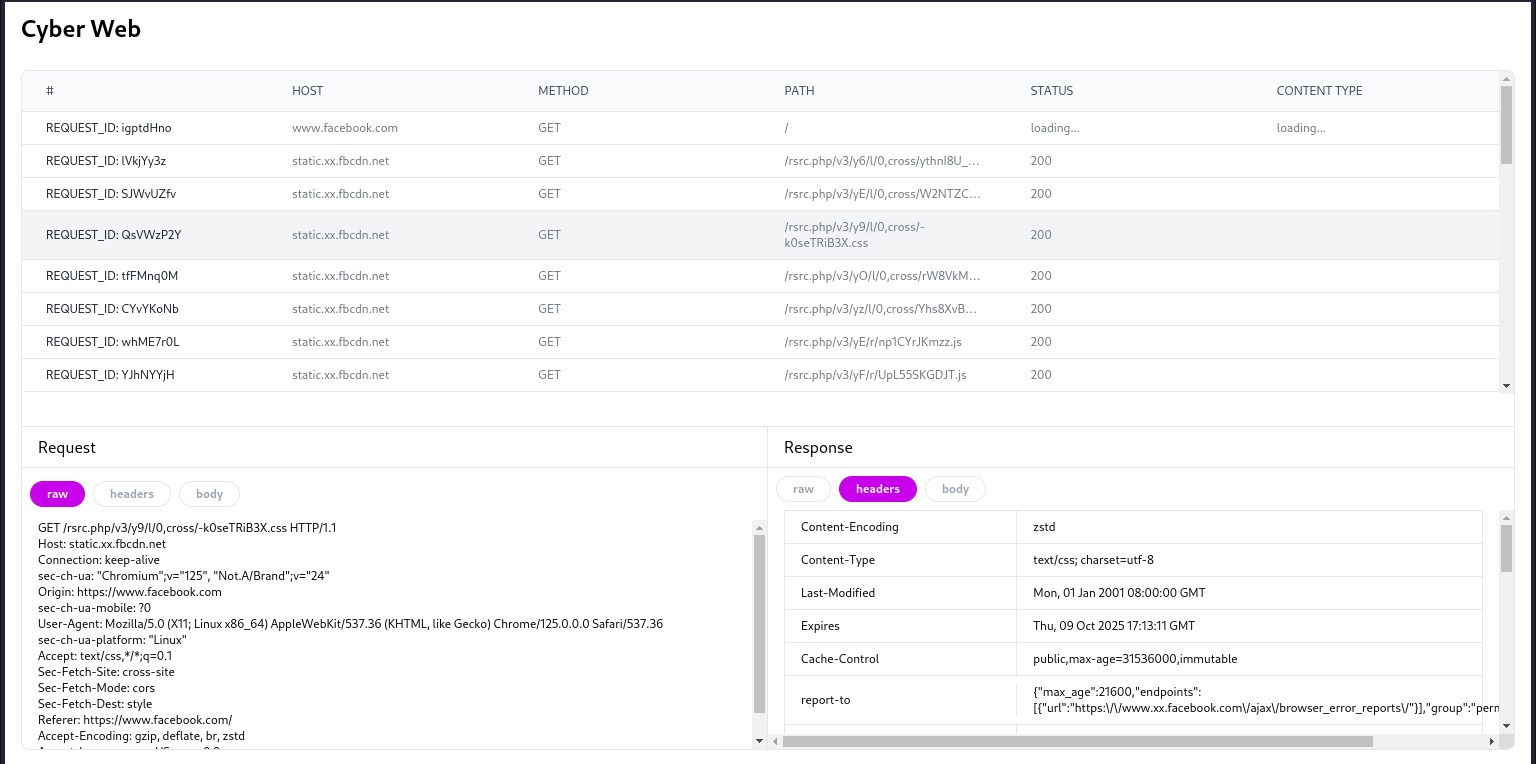 Cyber Web
# HOST METHOD PATH STATUS CONTENT TYPE
REQUEST_ID: igptdHno www.facebook.com GET / loading... loading...
REQUEST_ID: lVkjYy3z static.xx.fbcdn.net GET /rsrc.php/v3/y6/l/0,cross/ythnl8U_... 200
REQUEST_ID: SJWvUZfv static.xx.fbcdn.net GET /rsrc.php/v3/yE/l/0,cross/W2NTZC... 200
REQUEST_ID: QsVWzP2Y static.xx.fbcdn.net GET /rsrc.php/v3/y9/l/0,cross/- 200
k0seTRiB3X.css
REQUEST_ID: tfFMnq0M static.xx.fbcdn.net GET /rsrc.php/v3/yO/l/0,cross/rW8VkM... 200
REQUEST_ID: CYvYKoNb static.xx.fbcdn.net GET /rsrc.php/v3/yz/l/0,cross/Yhs8XvB... 200
REQUEST_ID: whME7r0L static.xx.fbcdn.net GET /rsrc.php/v3/yE/r/np1CYrJKmzz.js 200
REQUEST_ID: YJhNYYjH static.xx.fbcdn.net GET /rsrc.php/v3/yF/r/UpL55SKGDJT.js 200
Request
raw headers body
GET /rsrc.php/v3/y9/l/0,cross/-k0seTRiB3X.css HTTP/1.1
Host: static.xx.fbcdn.net
Connection: keep-alive
sec-ch-ua: "Chromium";v="125", "Not.A/Brand";v="24"
Origin: https://www.facebook.com
sec-ch-ua-mobile: ?0
User-Agent: Mozilla/5.0 (X11; Linux x86_64) AppleWebKit/537.36 (KHTML, like Gecko) Chrome/125.0.0.0 Safari/537.36
sec-ch-ua-platform: "Linux"
Accept: text/css,*/*;q=0.1
Sec-Fetch-Site: cross-site
Sec-Fetch-Mode: cors
Sec-Fetch-Dest: style
Referer: https://www.facebook.com/
Accept-Encoding: gzip, deflate, br, zstd
Response
raw headers body
Content-Encoding zstd
Content-Type text/css; charset=utf-8
Last-Modified Mon, 01 Jan 2001 08:00:00 GMT
Expires Thu, 09 Oct 2025 17:13:11 GMT
Cache-Control public,max-age=31536000,immutable
report-to {"max_age":21600,"endpoints":
[{"url":"https:\/\/www.xx.facebook.com\/ajax\/browser_error_reports\/"}],"group":"perm